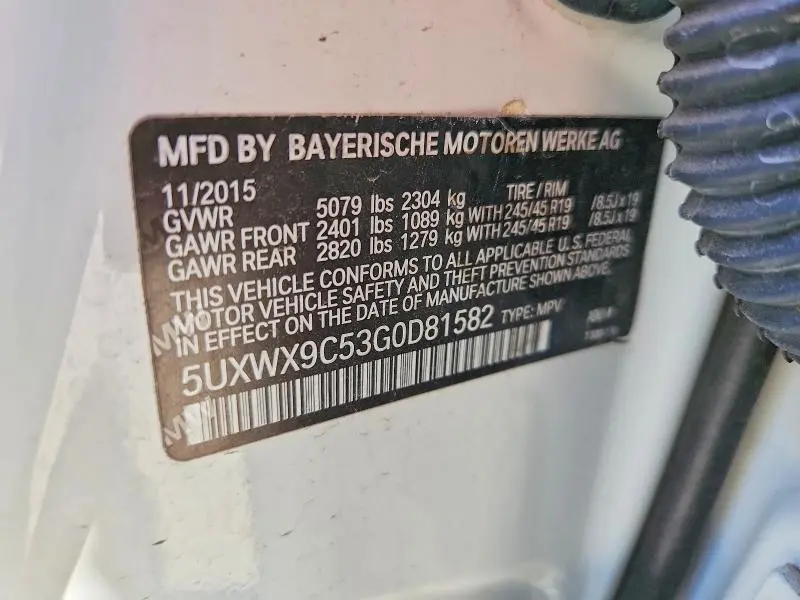 MFD BY BAYERISCHE MOTOREN WERKE AG
11/2015 TIRE / RIM
GVWR 5079 lbs 2304 kg
GAWR FRONT 2401 lbs 1089 kg WITH 245/45 R19 /8.5J x 19
GAWR REAR 2820 lbs 1279 kg WITH 245/45 R19 /8.5J x 19
THIS VEHICLE CONFORMS TO ALL APPLICABLE U.S. FEDERAL
MOTOR VEHICLE SAFETY AND THEFT PREVENTION STANDARDS
IN EFFECT ON THE DATE OF MANUFACTURE SHOWN ABOVE.
5UXWX9C53G0D81582 TYPE: MPV